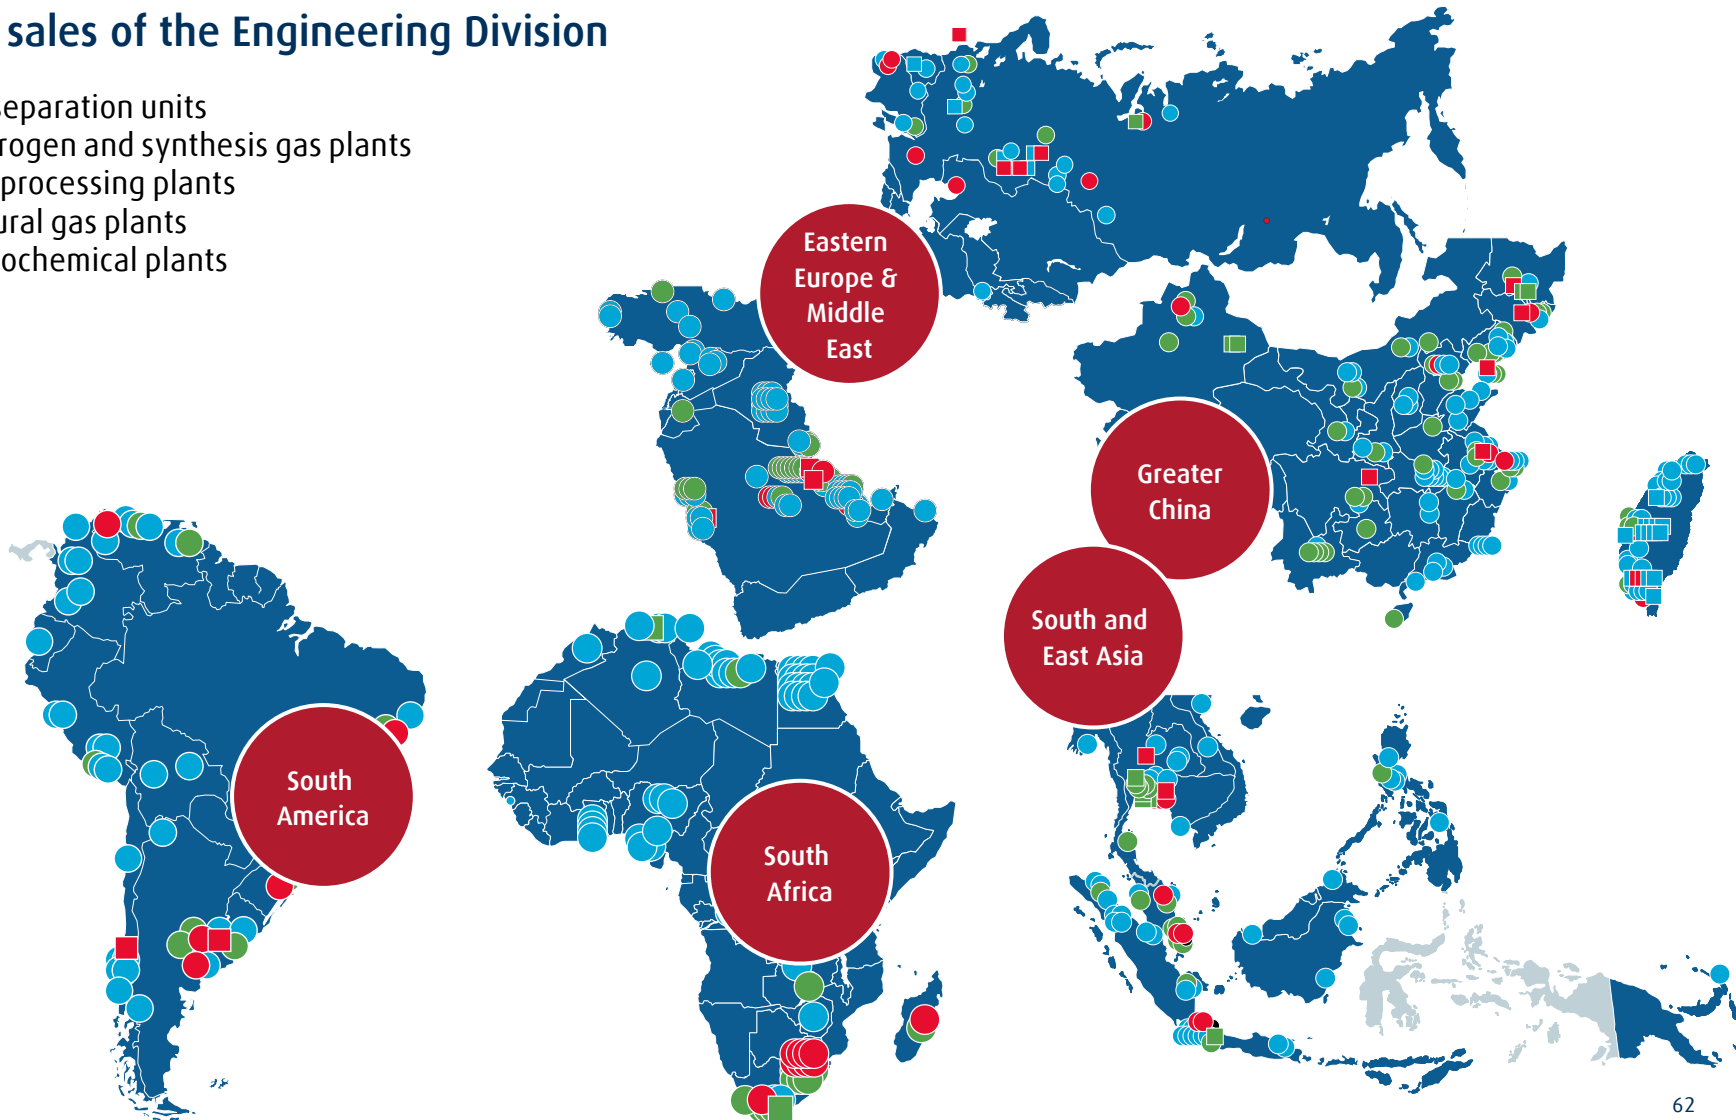 sales of the Engineering Division
separation units
rogen and synthesis gas plants
processing plants
ural gas plants
ochemical plants
Eastern
Europe &
Middle
East
Greater
China
South and
East Asia
South
America
South
Africa
62